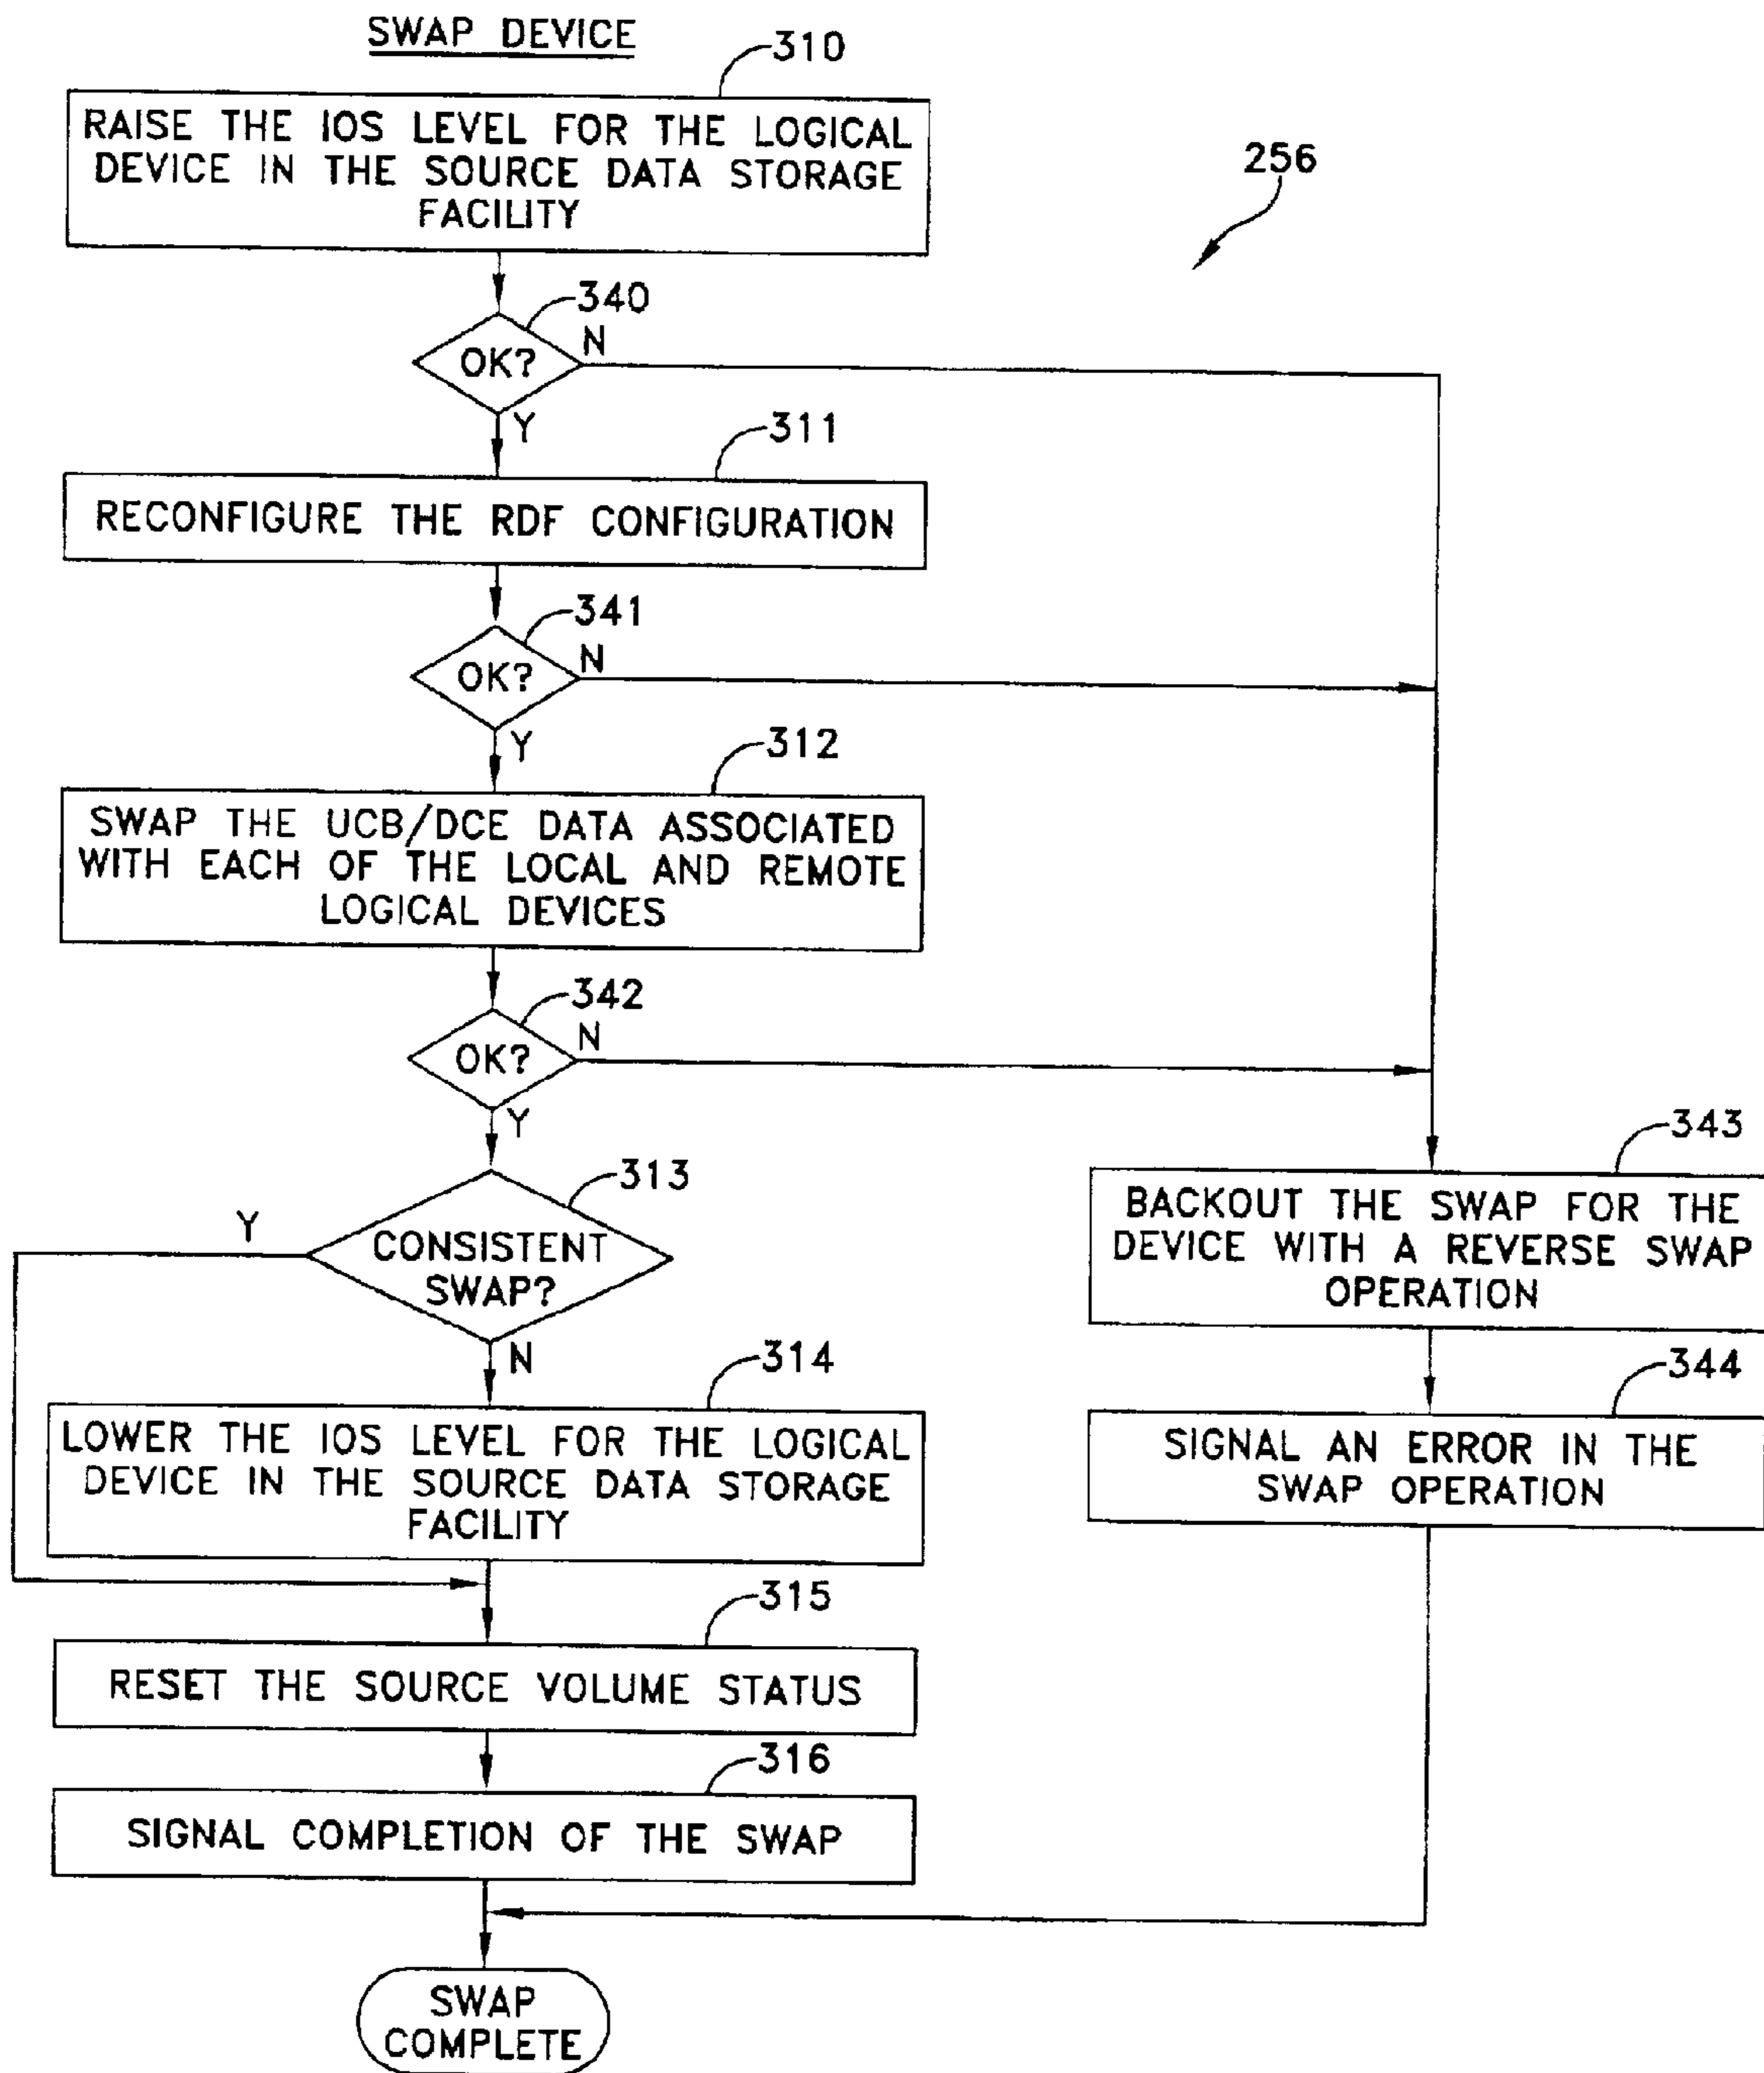 SWAP DEVICE
310
RAISE THE IOS LEVEL FOR THE LOGICAL
DEVICE IN THE SOURCE DATA STORAGE
FACILITY
256
340
OK?
N
Y
311
RECONFIGURE THE RDF CONFIGURATION
341
OK?
N
Y
312
SWAP THE UCB/DCE DATA ASSOCIATED
WITH EACH OF THE LOCAL AND REMOTE
LOGICAL DEVICES
342
OK?
N
Y
313
CONSISTENT
SWAP?
Y
N
343
BACKOUT THE SWAP FOR THE
DEVICE WITH A REVERSE SWAP
OPERATION
314
LOWER THE IOS LEVEL FOR THE LOGICAL
DEVICE IN THE SOURCE DATA STORAGE
FACILITY
344
SIGNAL AN ERROR IN THE
SWAP OPERATION
315
RESET THE SOURCE VOLUME STATUS
316
SIGNAL COMPLETION OF THE SWAP
SWAP
COMPLETE